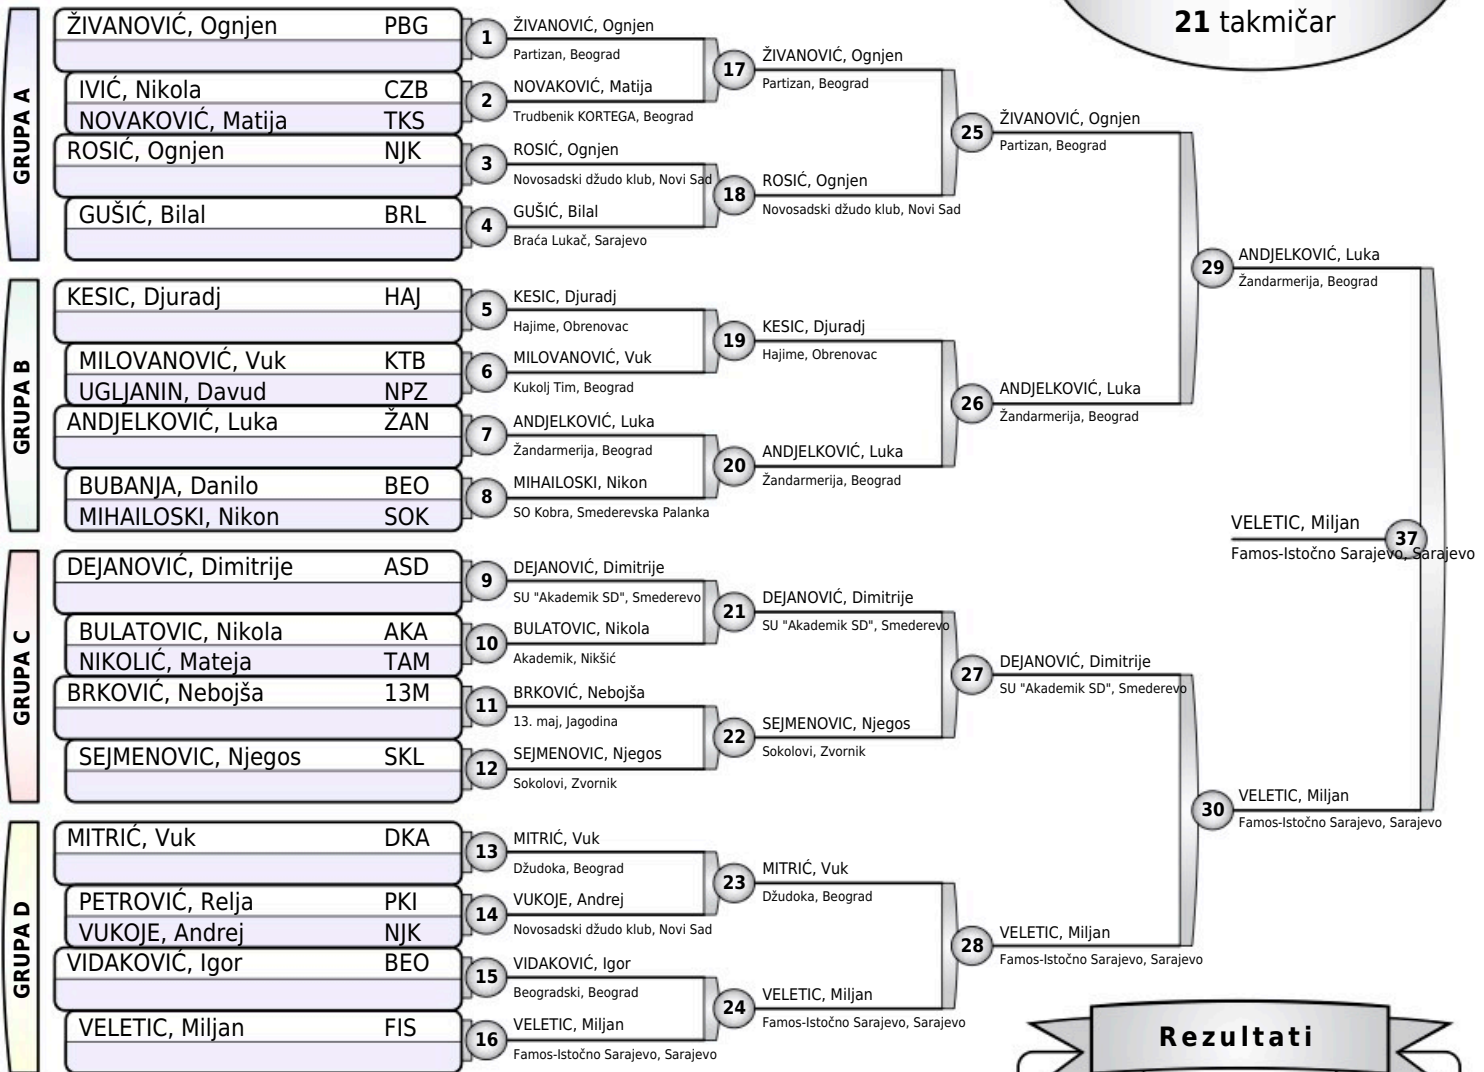 21 takmičar
GRUPA A
ŽIVANOVIĆ, Ognjen PBG
IVIĆ, Nikola CZB
NOVAKOVIĆ, Matija TKS
ROSIĆ, Ognjen NJK
GUŠIĆ, Bilal BRL
1 ŽIVANOVIĆ, Ognjen
Partizan, Beograd
2 NOVAKOVIĆ, Matija
Trudbenik KORTEGA, Beograd
3 ROSIĆ, Ognjen
Novosadski džudo klub, Novi Sad
4 GUŠIĆ, Bilal
Braća Lukač, Sarajevo
17 ŽIVANOVIĆ, Ognjen
Partizan, Beograd
18 ROSIĆ, Ognjen
Novosadski džudo klub, Novi Sad
25 ŽIVANOVIĆ, Ognjen
Partizan, Beograd
GRUPA B
KESIC, Djuradj HAJ
MILOVANOVIĆ, Vuk KTB
UGLJANIN, Davud NPZ
ANDJELKOVIĆ, Luka ŽAN
BUBANJA, Danilo BEO
MIHAILOSKI, Nikon SOK
5 KESIC, Djuradj
Hajime, Obrenovac
6 MILOVANOVIĆ, Vuk
Kukolj Tim, Beograd
7 ANDJELKOVIĆ, Luka
Žandarmerija, Beograd
8 MIHAILOSKI, Nikon
SO Kobra, Smederevska Palanka
19 KESIC, Djuradj
Hajime, Obrenovac
20 ANDJELKOVIĆ, Luka
Žandarmerija, Beograd
26 ANDJELKOVIĆ, Luka
Žandarmerija, Beograd
29 ANDJELKOVIĆ, Luka
Žandarmerija, Beograd
GRUPA C
DEJANOVIĆ, Dimitrije ASD
BULATOVIC, Nikola AKA
NIKOLIĆ, Mateja TAM
BRKOVIĆ, Nebojša 13M
SEJMENOVIC, Njegos SKL
9 DEJANOVIĆ, Dimitrije
SU "Akademik SD", Smederevo
10 BULATOVIC, Nikola
Akademik, Nikšić
11 BRKOVIĆ, Nebojša
13. maj, Jagodina
12 SEJMENOVIC, Njegos
Sokolovi, Zvornik
21 DEJANOVIĆ, Dimitrije
SU "Akademik SD", Smederevo
22 SEJMENOVIC, Njegos
Sokolovi, Zvornik
27 DEJANOVIĆ, Dimitrije
SU "Akademik SD", Smederevo
GRUPA D
MITRIĆ, Vuk DKA
PETROVIĆ, Relja PKI
VUKOJE, Andrej NJK
VIDAKOVIĆ, Igor BEO
VELETIC, Miljan FIS
13 MITRIĆ, Vuk
Džudoka, Beograd
14 VUKOJE, Andrej
Novosadski džudo klub, Novi Sad
15 VIDAKOVIĆ, Igor
Beogradski, Beograd
16 VELETIC, Miljan
Famos-Istočno Sarajevo, Sarajevo
23 MITRIĆ, Vuk
Džudoka, Beograd
24 VELETIC, Miljan
Famos-Istočno Sarajevo, Sarajevo
28 VELETIC, Miljan
Famos-Istočno Sarajevo, Sarajevo
30 VELETIC, Miljan
Famos-Istočno Sarajevo, Sarajevo
VELETIC, Miljan 37
Famos-Istočno Sarajevo, Sarajevo
Rezultati